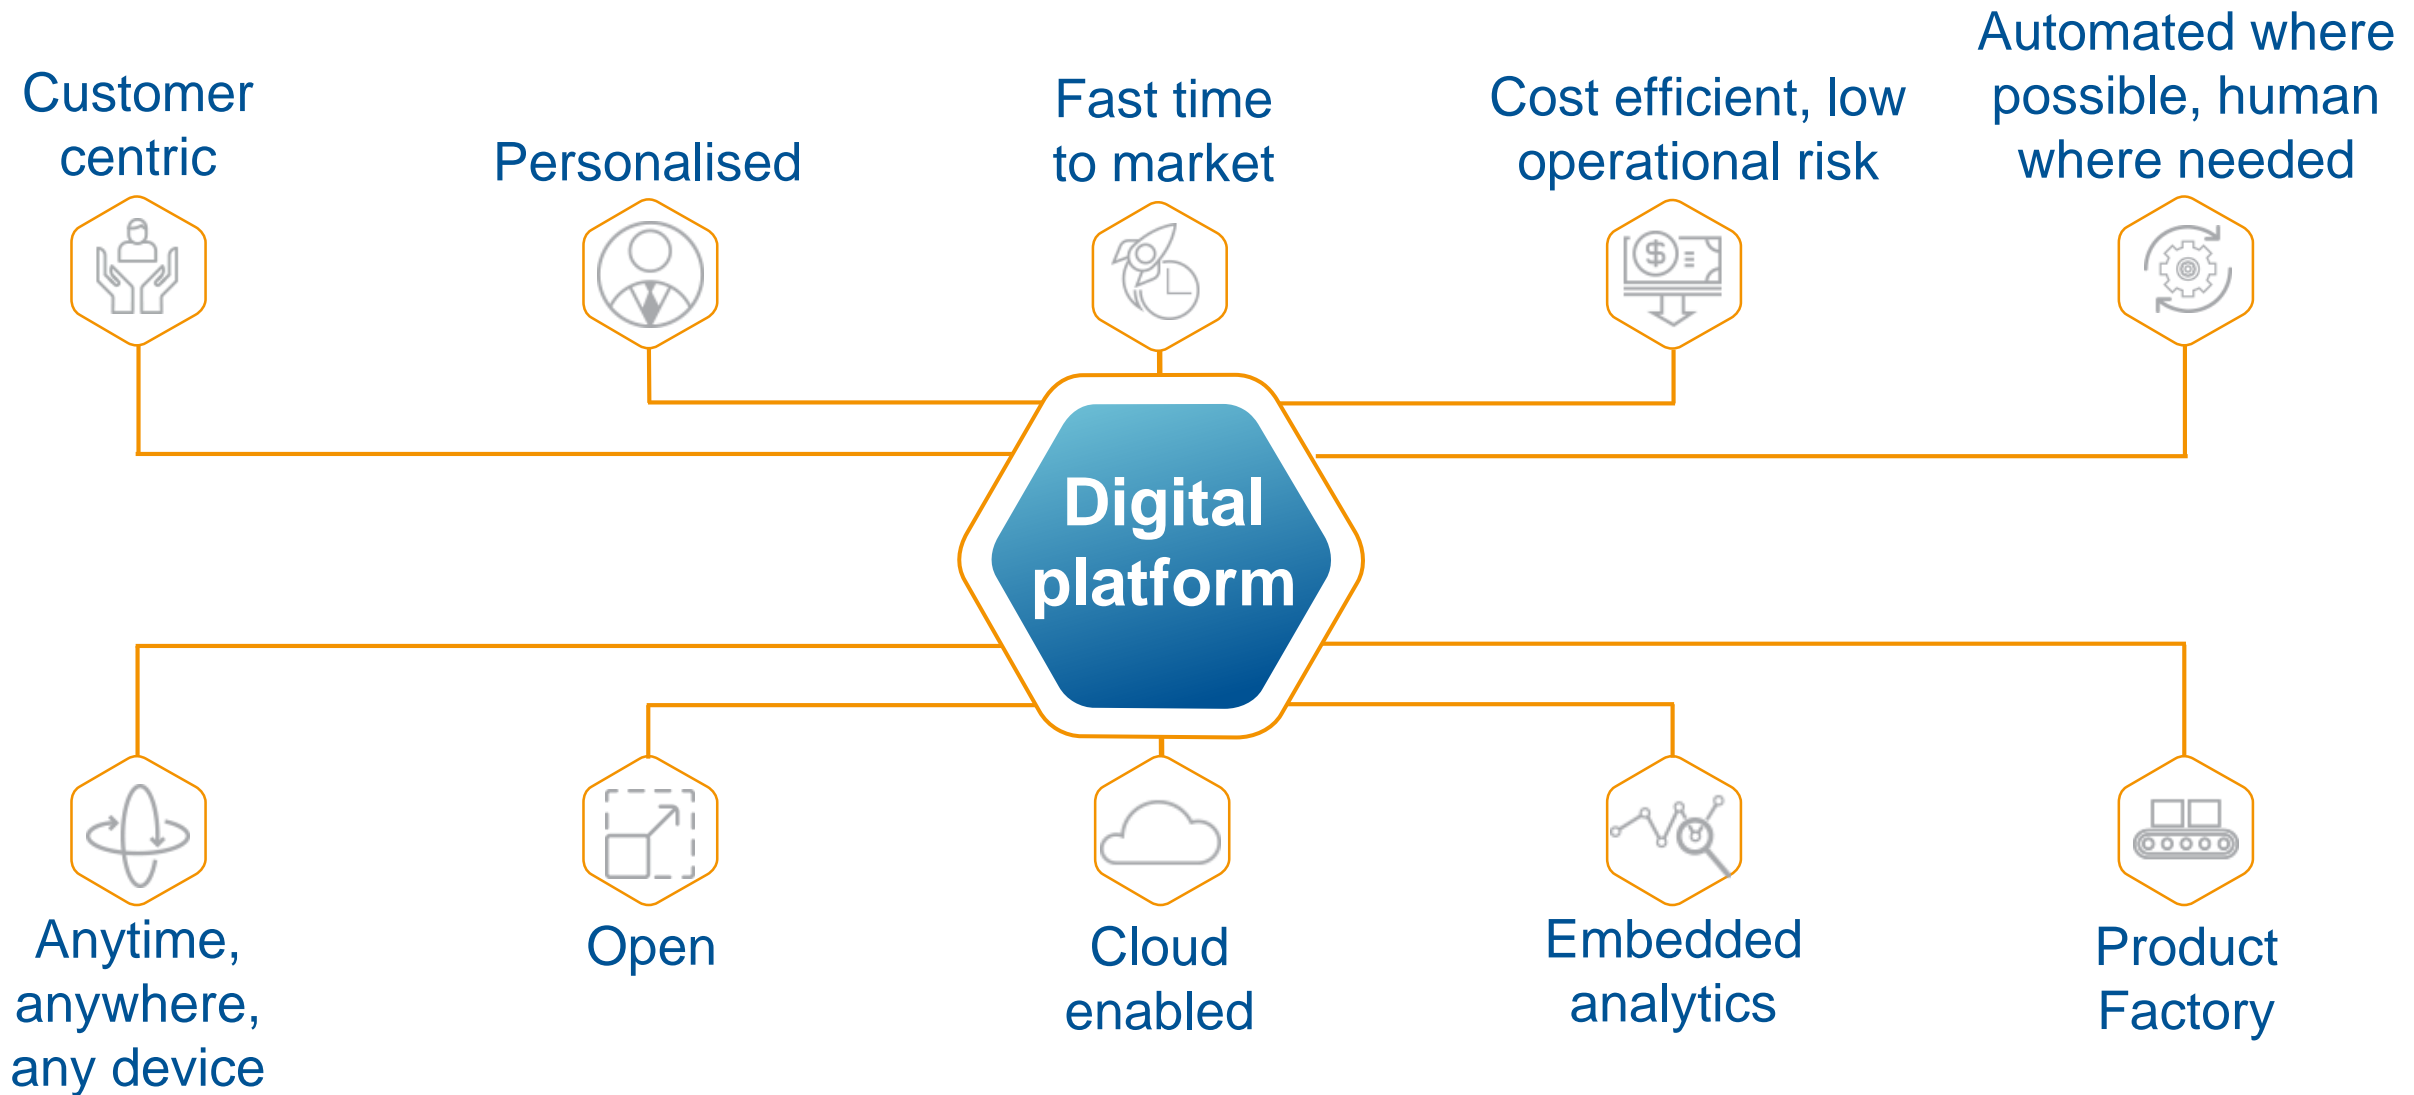 Customer
centric
Personalised
Fast time
to market
Cost efficient, low
operational risk
Automated where
possible, human
where needed
Digital
platform
Anytime,
anywhere,
any device
Open
Cloud
enabled
Embedded
analytics
Product
Factory